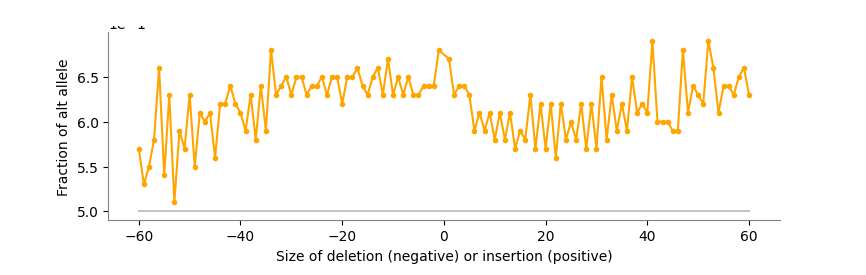 6.5
6.0
5.5
5.0
Fraction of alt allele
−60 −40 −20 0 20 40 60
Size of deletion (negative) or insertion (positive)